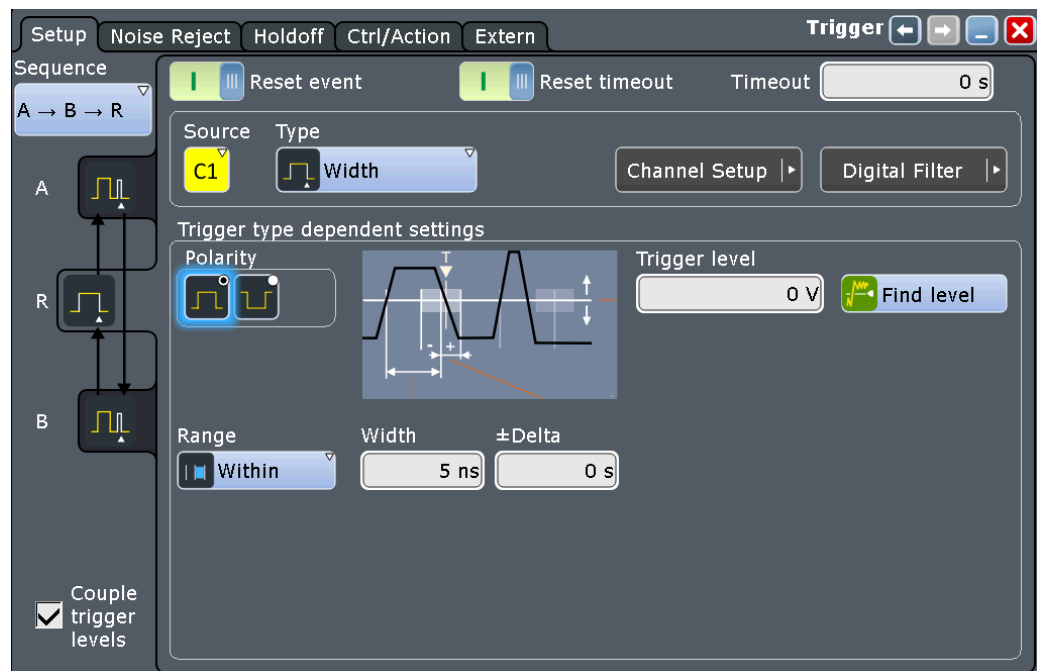 Setup Noise Reject Holdoff Ctrl/Action Extern Trigger
Sequence
A → B → R
Reset event Reset timeout Timeout 0 s
Source Type
C1 Width Channel Setup Digital Filter
A
Trigger type dependent settings
Polarity
T
- +
Trigger level
0 V Find level
R
B
Range Width ±Delta
Within 5 ns 0 s
Couple
trigger
levels